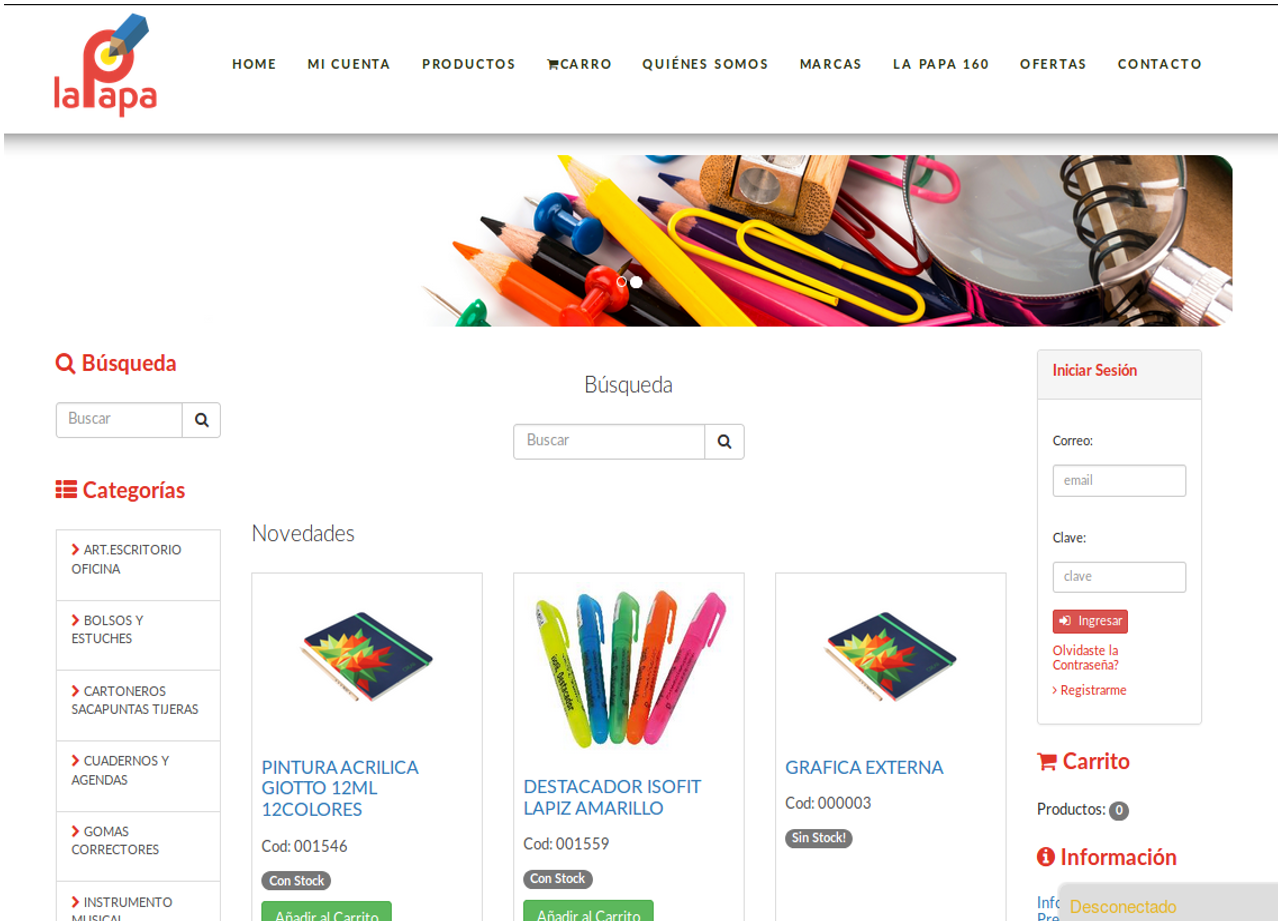 laPapa
HOME MI CUENTA PRODUCTOS CARRO QUIÉNES SOMOS MARCAS LA PAPA 160 OFERTAS CONTACTO
Búsqueda
Buscar
Categorías
ART.ESCRITORIO
OFICINA
BOLSOS Y
ESTUCHES
CARTONEROS
SACAPUNTAS TIJERAS
CUADERNOS Y
AGENDAS
GOMAS
CORRECTORES
INSTRUMENTO
MUSICAL
Búsqueda
Buscar
Novedades
PINTURA ACRILICA
GIOTTO 12ML
12COLORES
Cod: 001546
Con Stock
Añadir al Carrito
DESTACADOR ISOFIT
LAPIZ AMARILLO
Cod: 001559
Con Stock
Añadir al Carrito
GRAFICA EXTERNA
Cod: 000003
Sin Stock!
Iniciar Sesión
Correo:
email
Clave:
clave
Ingresar
Olvidaste la
Contraseña?
Registrarme
Carrito
Productos: 0
Información
Desconectado